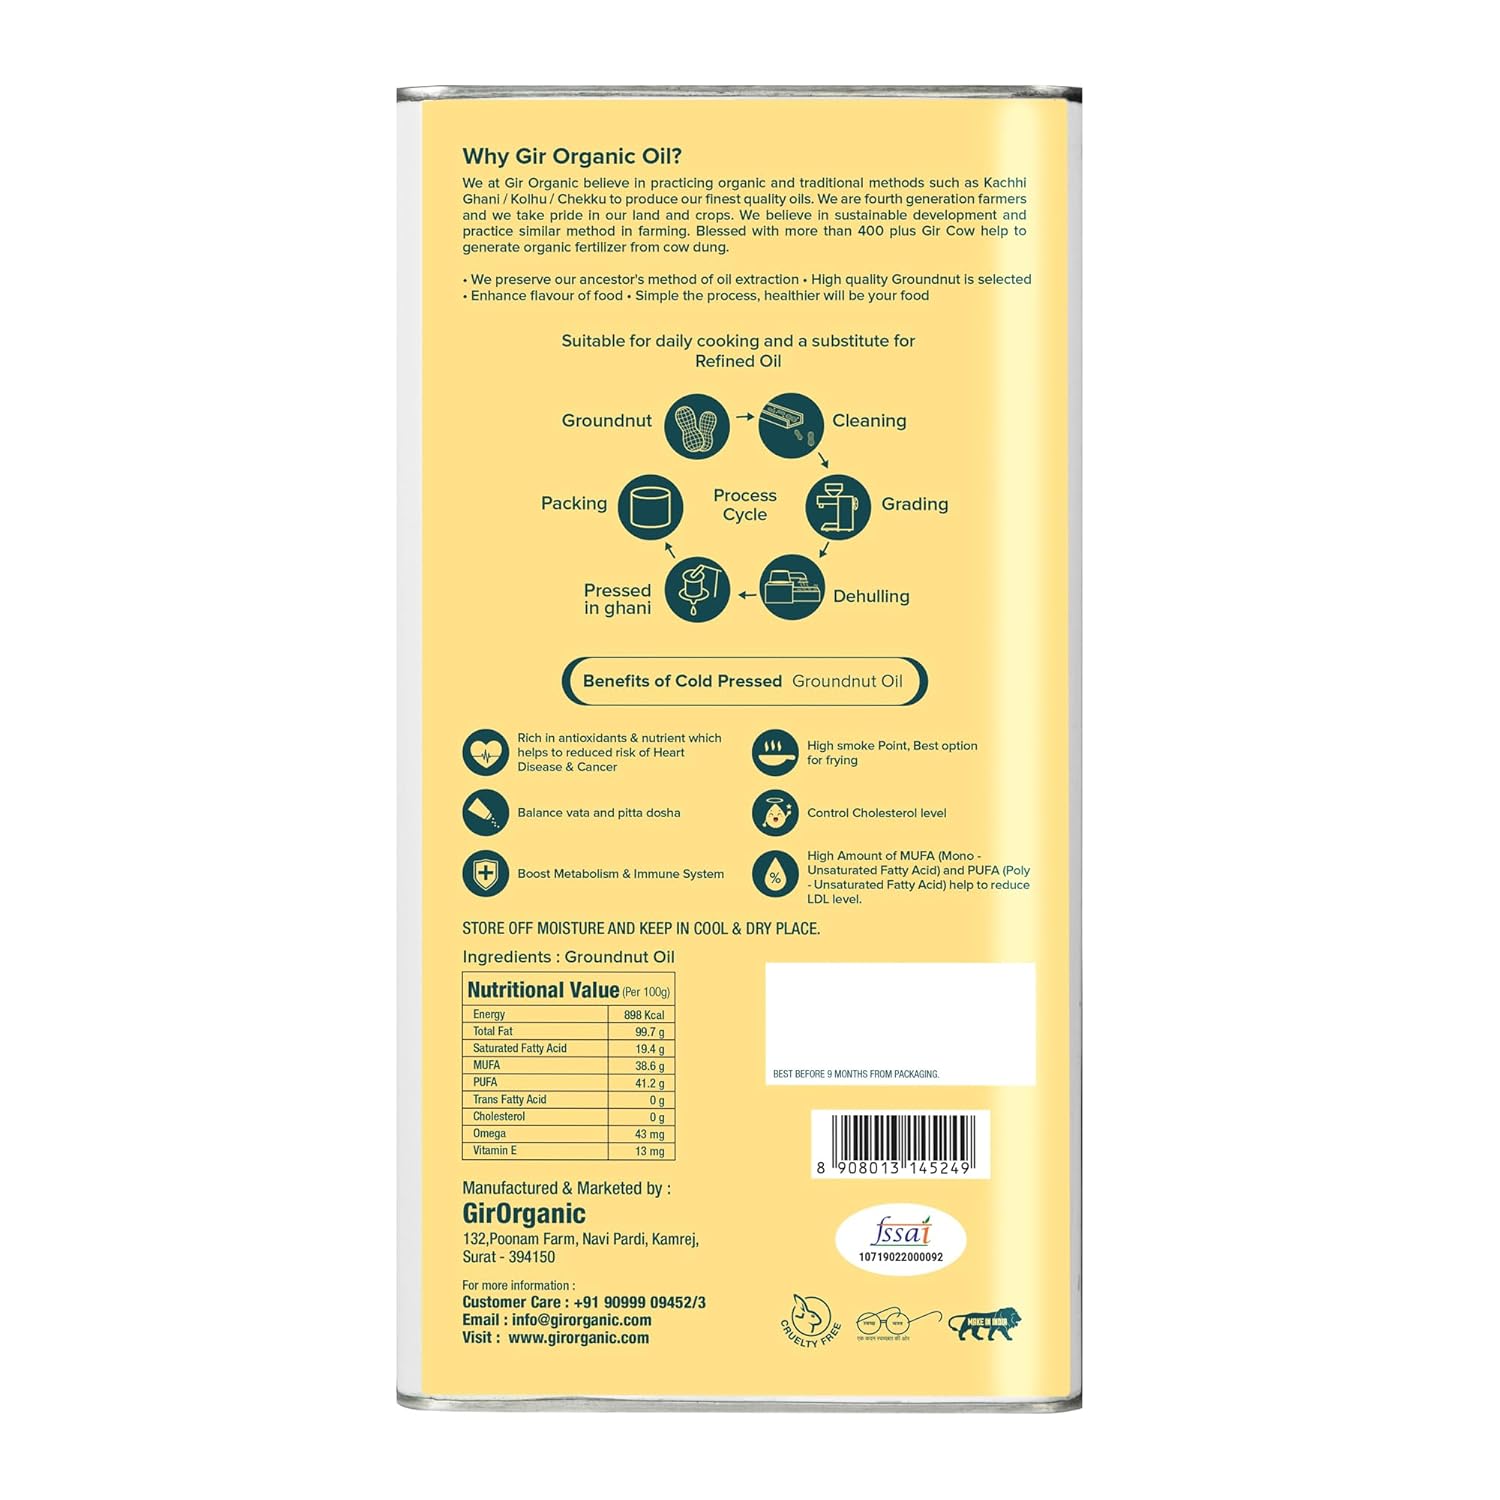 Why Gir Organic Oil?
We at Gir Organic believe in practicing organic and traditional methods such as Kachhi
Ghani / Kolhu / Chekku to produce our finest quality oils. We are fourth generation farmers
and we take pride in our land and crops. We believe in sustainable development and
practice similar method in farming. Blessed with more than 400 plus Gir Cow help to
generate organic fertilizer from cow dung.
• We preserve our ancestor's method of oil extraction • High quality Groundnut is selected
• Enhance flavour of food • Simple the process, healthier will be your food
Suitable for daily cooking and a substitute for
Refined Oil
Groundnut
Cleaning
Packing
Process
Cycle
Grading
Pressed
in ghani
Dehulling
Benefits of Cold Pressed Groundnut Oil
Rich in antioxidants & nutrient which
helps to reduced risk of Heart
Disease & Cancer
High smoke Point, Best option
for frying
Balance vata and pitta dosha
Control Cholesterol level
Boost Metabolism & Immune System
%
High Amount of MUFA (Mono -
Unsaturated Fatty Acid) and PUFA (Poly
- Unsaturated Fatty Acid) help to reduce
LDL level.
STORE OFF MOISTURE AND KEEP IN COOL & DRY PLACE.
Ingredients : Groundnut Oil
Nutritional Value (Per 100g)
Energy 898 Kcal
Total Fat 99.7 g
Saturated Fatty Acid 19.4 g
MUFA 38.6 g
PUFA 41.2 g
Trans Fatty Acid 0 g
Cholesterol 0 g
Omega 43 mg
Vitamin E 13 mg
BEST BEFORE 9 MONTHS FROM PACKAGING.
8 908013 145249
Manufactured & Marketed by :
GirOrganic
132,Poonam Farm, Navi Pardi, Kamrej,
Surat - 394150
fssai
10719022000092
For more information :
Customer Care : +91 90999 09452/3
Email : info@girorganic.com
Visit : www.girorganic.com
CRUELTY FREE
स्वच्छ भारत
एक कदम स्वच्छता की ओर
MAKE IN INDIA